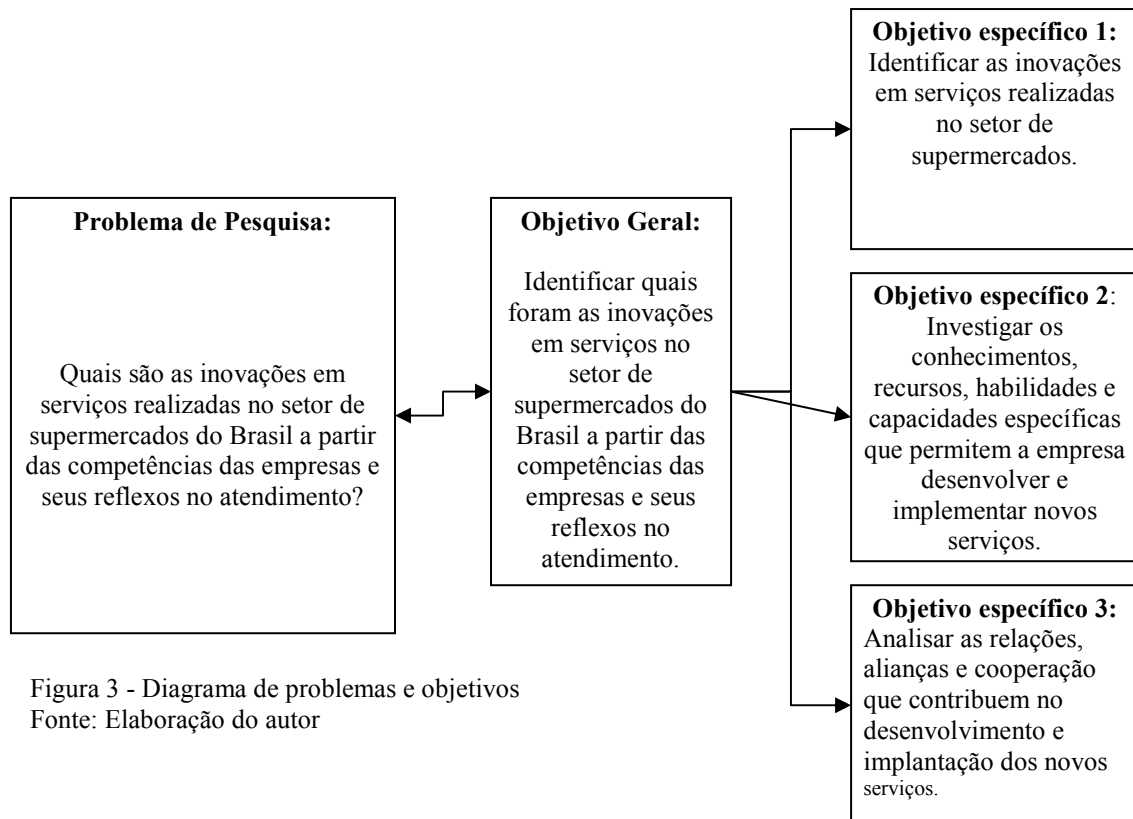 Problema de Pesquisa:
Quais são as inovações em
serviços realizadas no setor de
supermercados do Brasil a partir
das competências das empresas e
seus reflexos no atendimento?
Objetivo Geral:
Identificar quais
foram as inovações
em serviços no
setor de
supermercados do
Brasil a partir das
competências das
empresas e seus
reflexos no
atendimento.
Objetivo específico 1:
Identificar as inovações
em serviços realizadas
no setor de
supermercados.
Objetivo específico 2:
Investigar os
conhecimentos,
recursos, habilidades e
capacidades específicas
que permitem a empresa
desenvolver e
implementar novos
serviços.
Objetivo específico 3:
Analisar as relações,
alianças e cooperação
que contribuem no
desenvolvimento e
implantação dos novos
serviços.
Figura 3 - Diagrama de problemas e objetivos
Fonte: Elaboração do autor